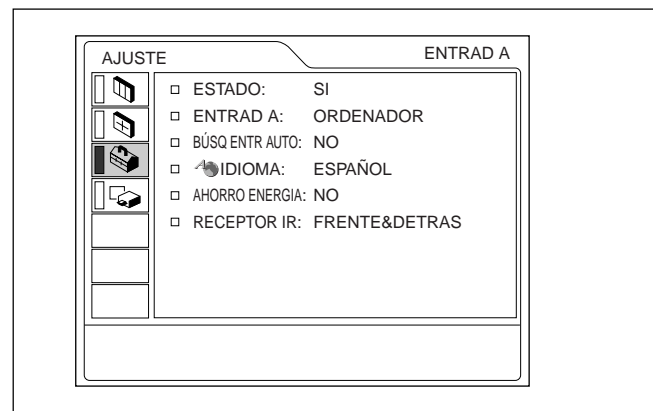 AJUSTE ENTRAD A
ESTADO: SI
ENTRAD A: ORDENADOR
BÚSQ ENTR AUTO: NO
IDIOMA: ESPAÑOL
AHORRO ENERGIA: NO
RECEPTOR IR: FRENTE&DETRAS